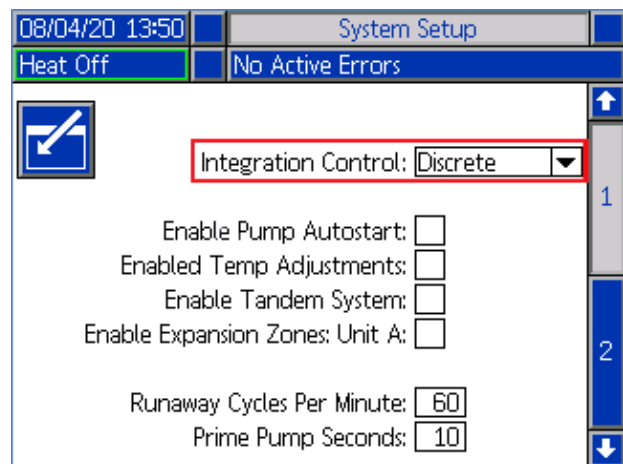 08/04/20 13:50 System Setup
Heat Off No Active Errors
Integration Control: Discrete
1
Enable Pump Autostart:
Enabled Temp Adjustments:
Enable Tandem System:
Enable Expansion Zones: Unit A:
2
Runaway Cycles Per Minute: 60
Prime Pump Seconds: 10